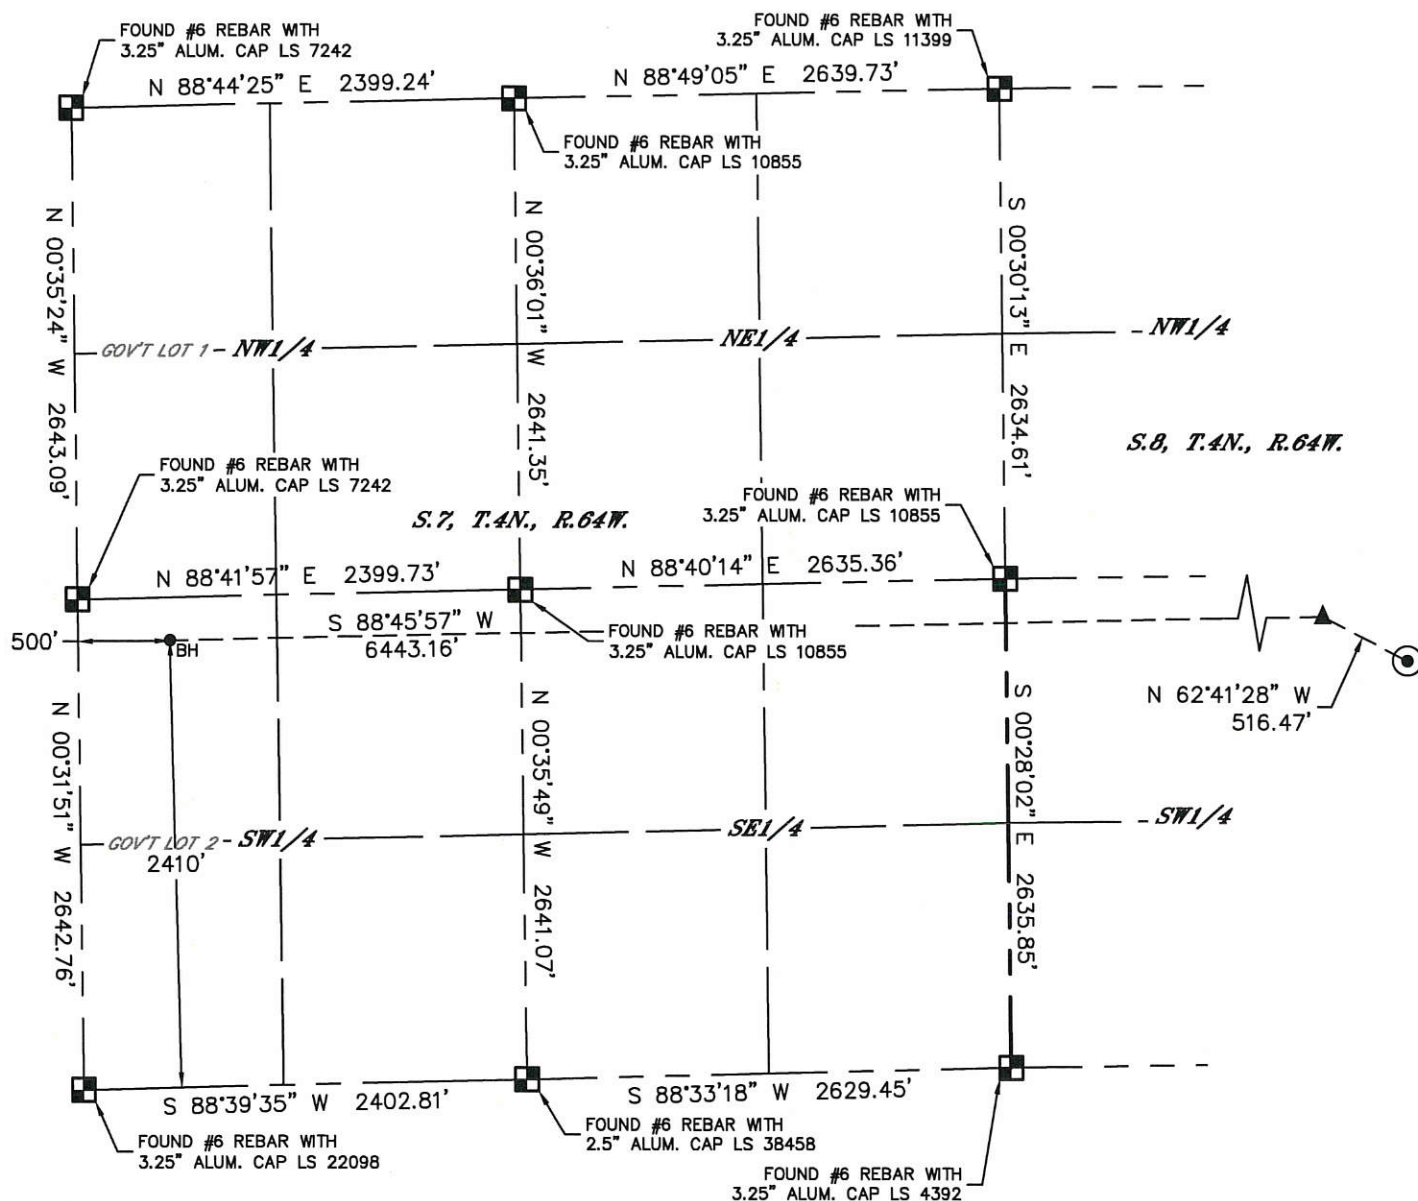 FOUND #6 REBAR WITH
3.25" ALUM. CAP LS 7242
FOUND #6 REBAR WITH
3.25" ALUM. CAP LS 11399
N 88°44'25" E 2399.24'
N 88°49'05" E 2639.73'
FOUND #6 REBAR WITH
3.25" ALUM. CAP LS 10855
N 00°35'24" W 2643.09'
N 00°36'01" W 2641.35'
S 00°30'13" E 2634.61'
GOV'T LOT 1
NW1/4
NE1/4
NW1/4
S.8, T.4N., R.64W.
FOUND #6 REBAR WITH
3.25" ALUM. CAP LS 7242
S.7, T.4N., R.64W.
FOUND #6 REBAR WITH
3.25" ALUM. CAP LS 10855
N 88°41'57" E 2399.73'
N 88°40'14" E 2635.36'
500'
BH
S 88°45'57" W
6443.16'
FOUND #6 REBAR WITH
3.25" ALUM. CAP LS 10855
N 62°41'28" W
516.47'
N 00°31'51" W 2642.76'
N 00°35'49" W 2641.07'
S 00°28'02" E 2635.85'
GOV'T LOT 2
SW1/4
SE1/4
SW1/4
2410'
S 88°39'35" W 2402.81'
S 88°33'18" W 2629.45'
FOUND #6 REBAR WITH
3.25" ALUM. CAP LS 22098
FOUND #6 REBAR WITH
2.5" ALUM. CAP LS 38458
FOUND #6 REBAR WITH
3.25" ALUM. CAP LS 4392